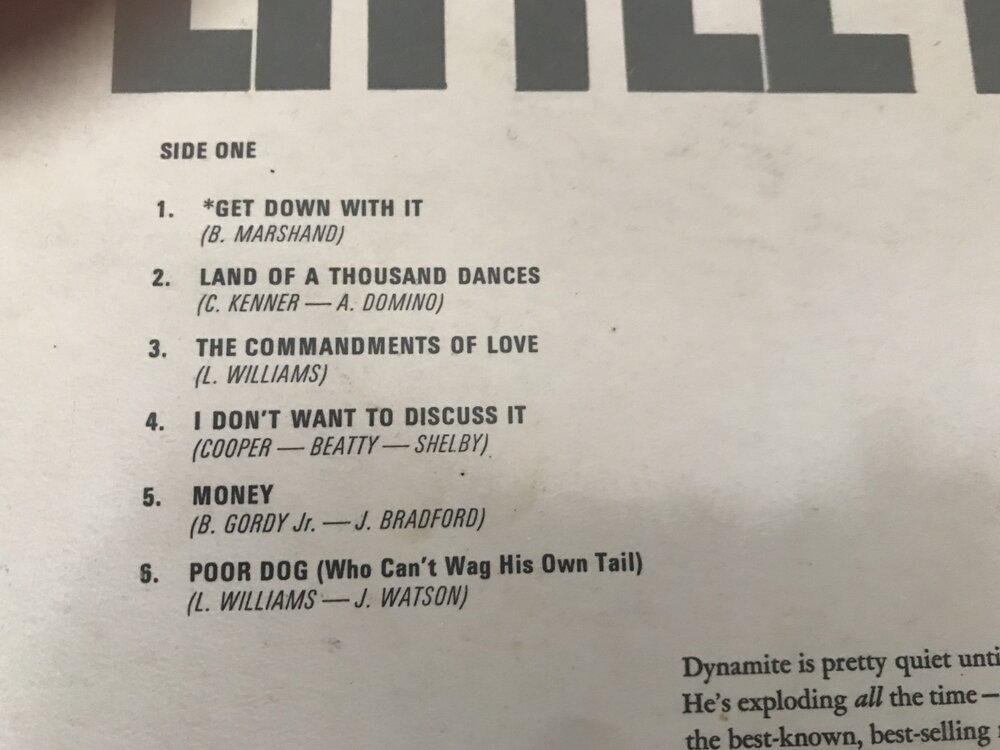 LITTLE
SIDE ONE
1. *GET DOWN WITH IT
(B. MARSHAND)
2. LAND OF A THOUSAND DANCES
(C. KENNER — A. DOMINO)
3. THE COMMANDMENTS OF LOVE
(L. WILLIAMS)
4. I DON'T WANT TO DISCUSS IT
(COOPER — BEATTY — SHELBY)
5. MONEY
(B. GORDY Jr. — J. BRADFORD)
6. POOR DOG (Who Can't Wag His Own Tail)
(L. WILLIAMS — J. WATSON)
Dynamite is pretty quiet
He's exploding all the time—
the best-known, best-selling